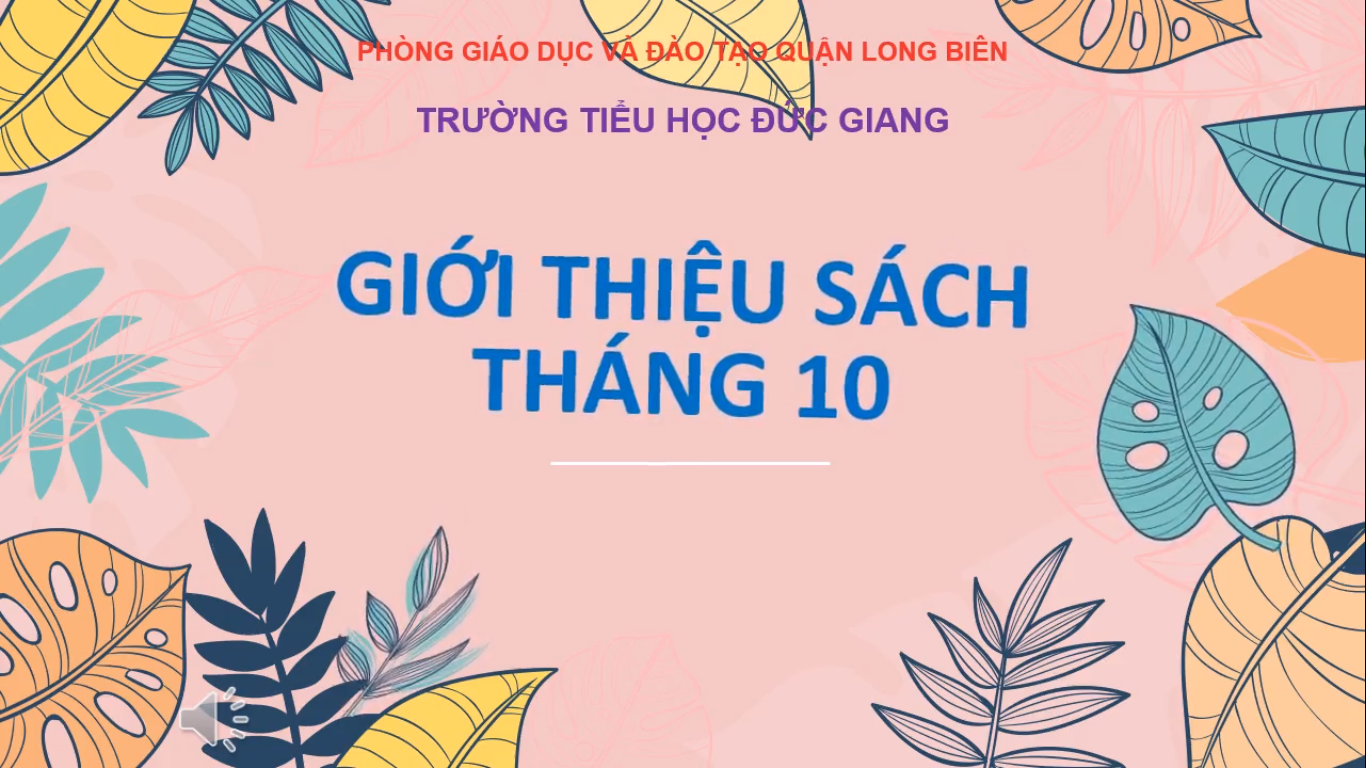 PHÒNG GIÁO DỤC VÀ ĐÀO TẠO QUẬN LONG BIÊN
TRƯỜNG TIỂU HỌC ĐỨC GIANG
GIỚI THIỆU SÁCH
THÁNG 10